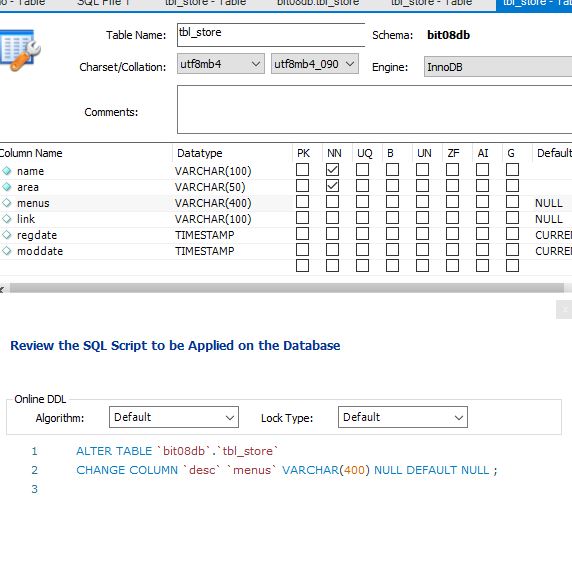 SQL File 1
tbl_store - Table
bit08db.tbl_store
tbl_store - Table
tbl_store - Table
Table Name: tbl_store Schema: bit08db
Charset/Collation: utf8mb4 utf8mb4_090 Engine: InnoDB
Comments:
Column Name Datatype PK NN UQ B UN ZF AI G Default
name VARCHAR(100)
area VARCHAR(50)
menus VARCHAR(400) NULL
link VARCHAR(100) NULL
regdate TIMESTAMP CURREN
moddate TIMESTAMP CURREN
x
Review the SQL Script to be Applied on the Database
Online DDL
Algorithm: Default Lock Type: Default
1 ALTER TABLE `bit08db`.`tbl_store`
2 CHANGE COLUMN `desc` `menus` VARCHAR(400) NULL DEFAULT NULL ;
3